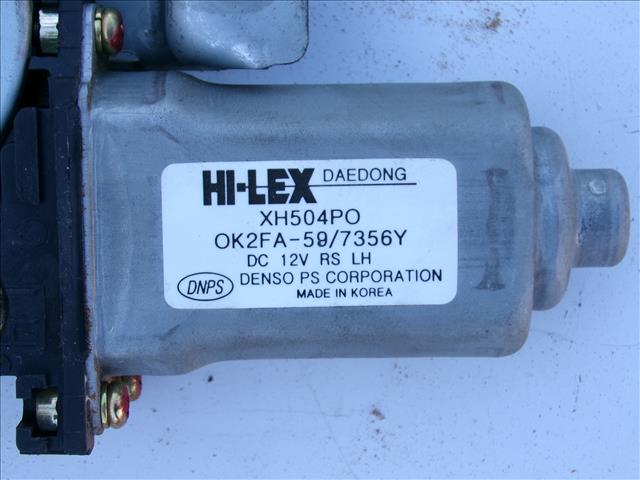 HI-LEX DAEDONG
XH504PO
OK2FA-59/7356Y
DC 12V RS LH
DNPS DENSO PS CORPORATION
MADE IN KOREA